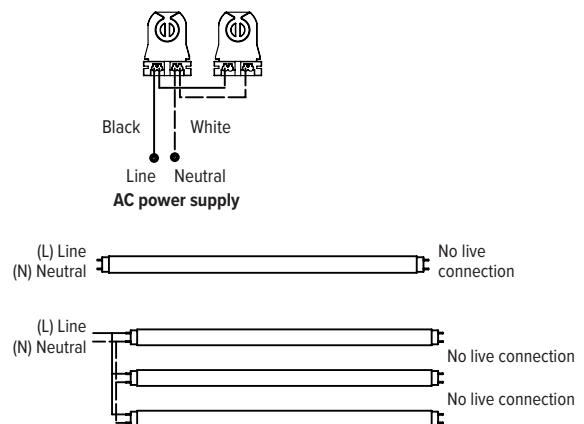 Black White
Line Neutral
AC power supply
(L) Line
(N) Neutral
No live
connection
(L) Line
(N) Neutral
No live connection
No live connection